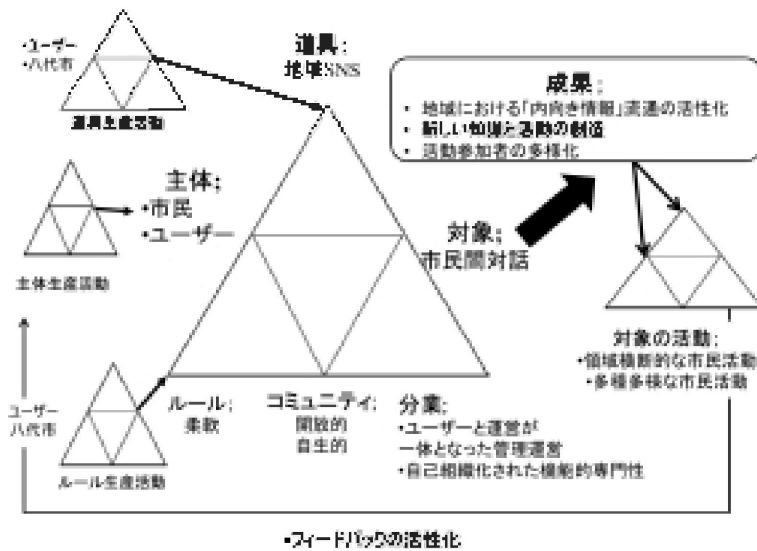 ・ユーザー
・八代市
道具生産活動
道具;
地域SNS
成果;
・ 地域における「内向き情報」流通の活性化
・ 新しい知識と活動の創造
・ 活動参加者の多様化
主体;
・市民
・ユーザー
主体生産活動
対象;
市民間対話
対象の活動;
・領域横断的な市民活動
・多種多様な市民活動
ユーザー
八代市
ルール生産活動
ルール;
柔軟
コミュニティ;
開放的
自生的
分業;
・ユーザーと運営が
一体となった管理運営
・自己組織化された機能的専門性
・フィードバックの活性化